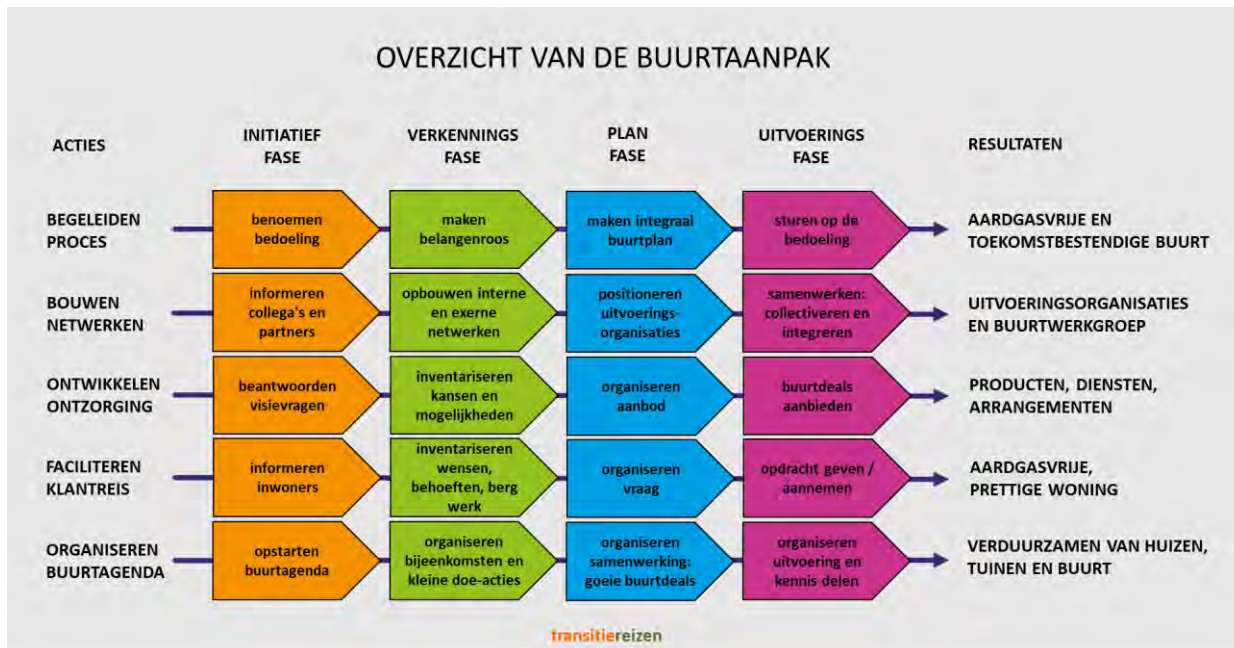 OVERZICHT VAN DE BUURTAANPAK
ACTIES
INITIATIEF
FASE
VERKENNINGS
FASE
PLAN
FASE
UITVOERINGS
FASE
RESULTATEN
BEGELEIDEN
PROCES
benoemen
bedoeling
maken
belangenroos
maken integraal
buurtplan
sturen op de
bedoeling
AARDGASVRIJE EN
TOEKOMSTBESTENDIGE BUURT
BOUWEN
NETWERKEN
informeren
collega's en
partners
opbouwen interne
en exerne
netwerken
positioneren
uitvoerings-
organisaties
samenwerken:
collectiveren en
integreren
UITVOERINGSORGANISATIES
EN BUURTWERKGROEP
ONTWIKKELEN
ONTZORGING
beantwoorden
visievragen
inventariseren
kansen en
mogelijkheden
organiseren
aanbod
buurtdeals
aanbieden
PRODUCTEN, DIENSTEN,
ARRANGEMENTEN
FACILITEREN
KLANTREIS
informeren
inwoners
inventariseren
wensen,
behoeften, berg
werk
organiseren
vraag
opdracht geven /
aannemen
AARDGASVRIJE,
PRETTIGE WONING
ORGANISEREN
BUURTAGENDA
opstarten
buurtagenda
organiseren
bijeenkomsten en
kleine doe-acties
organiseren
samenwerking:
goeie buurtdeals
organiseren
uitvoering en
kennis delen
VERDUURZAMEN VAN HUIZEN,
TUINEN EN BUURT
transitiereizen